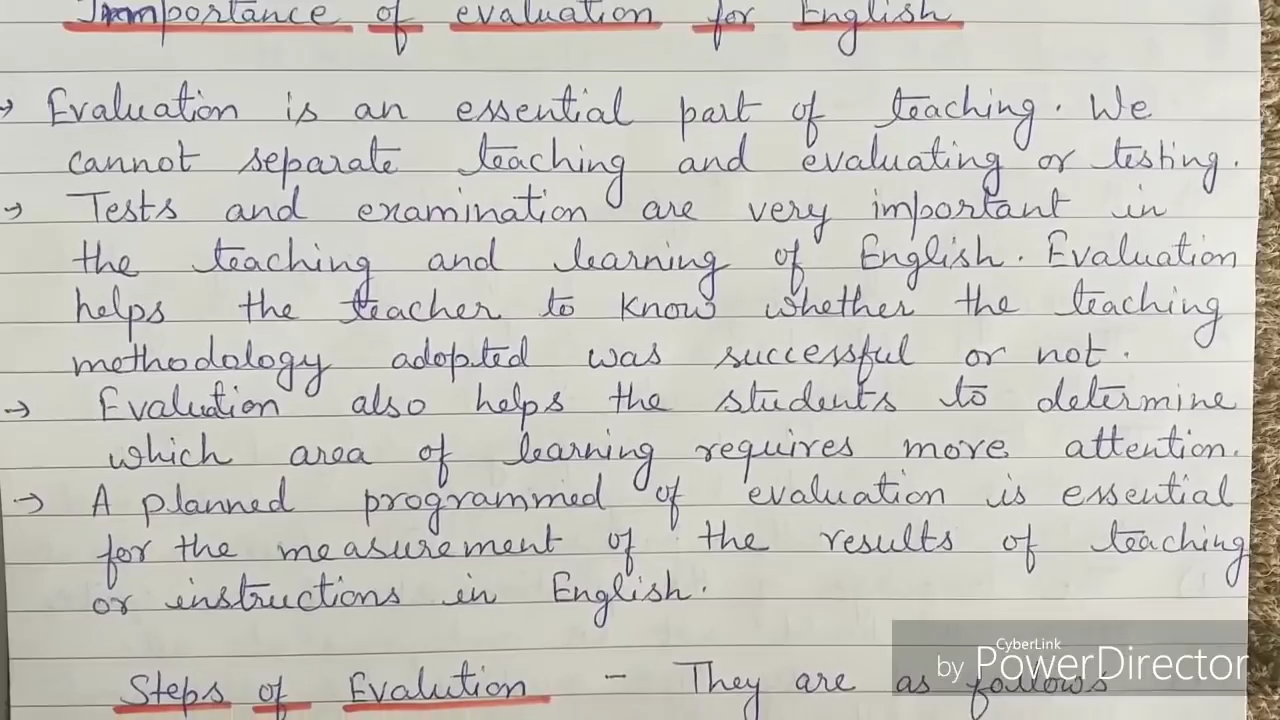 Importance of evaluation for English
→ Evaluation is an essential part of teaching. We
cannot separate teaching and evaluating or testing.
→ Tests and examination are very important in
the teaching and learning of English. Evaluation
helps the teacher to know whether the teaching
methodology adopted was successful or not.
→ Evaluation also helps the students to determine
which area of learning requires more attention.
→ A planned programmed of evaluation is essential
for the measurement of the results of teaching
or instructions in English.
Steps of Evalution - They are as follows
CyberLink
by PowerDirector